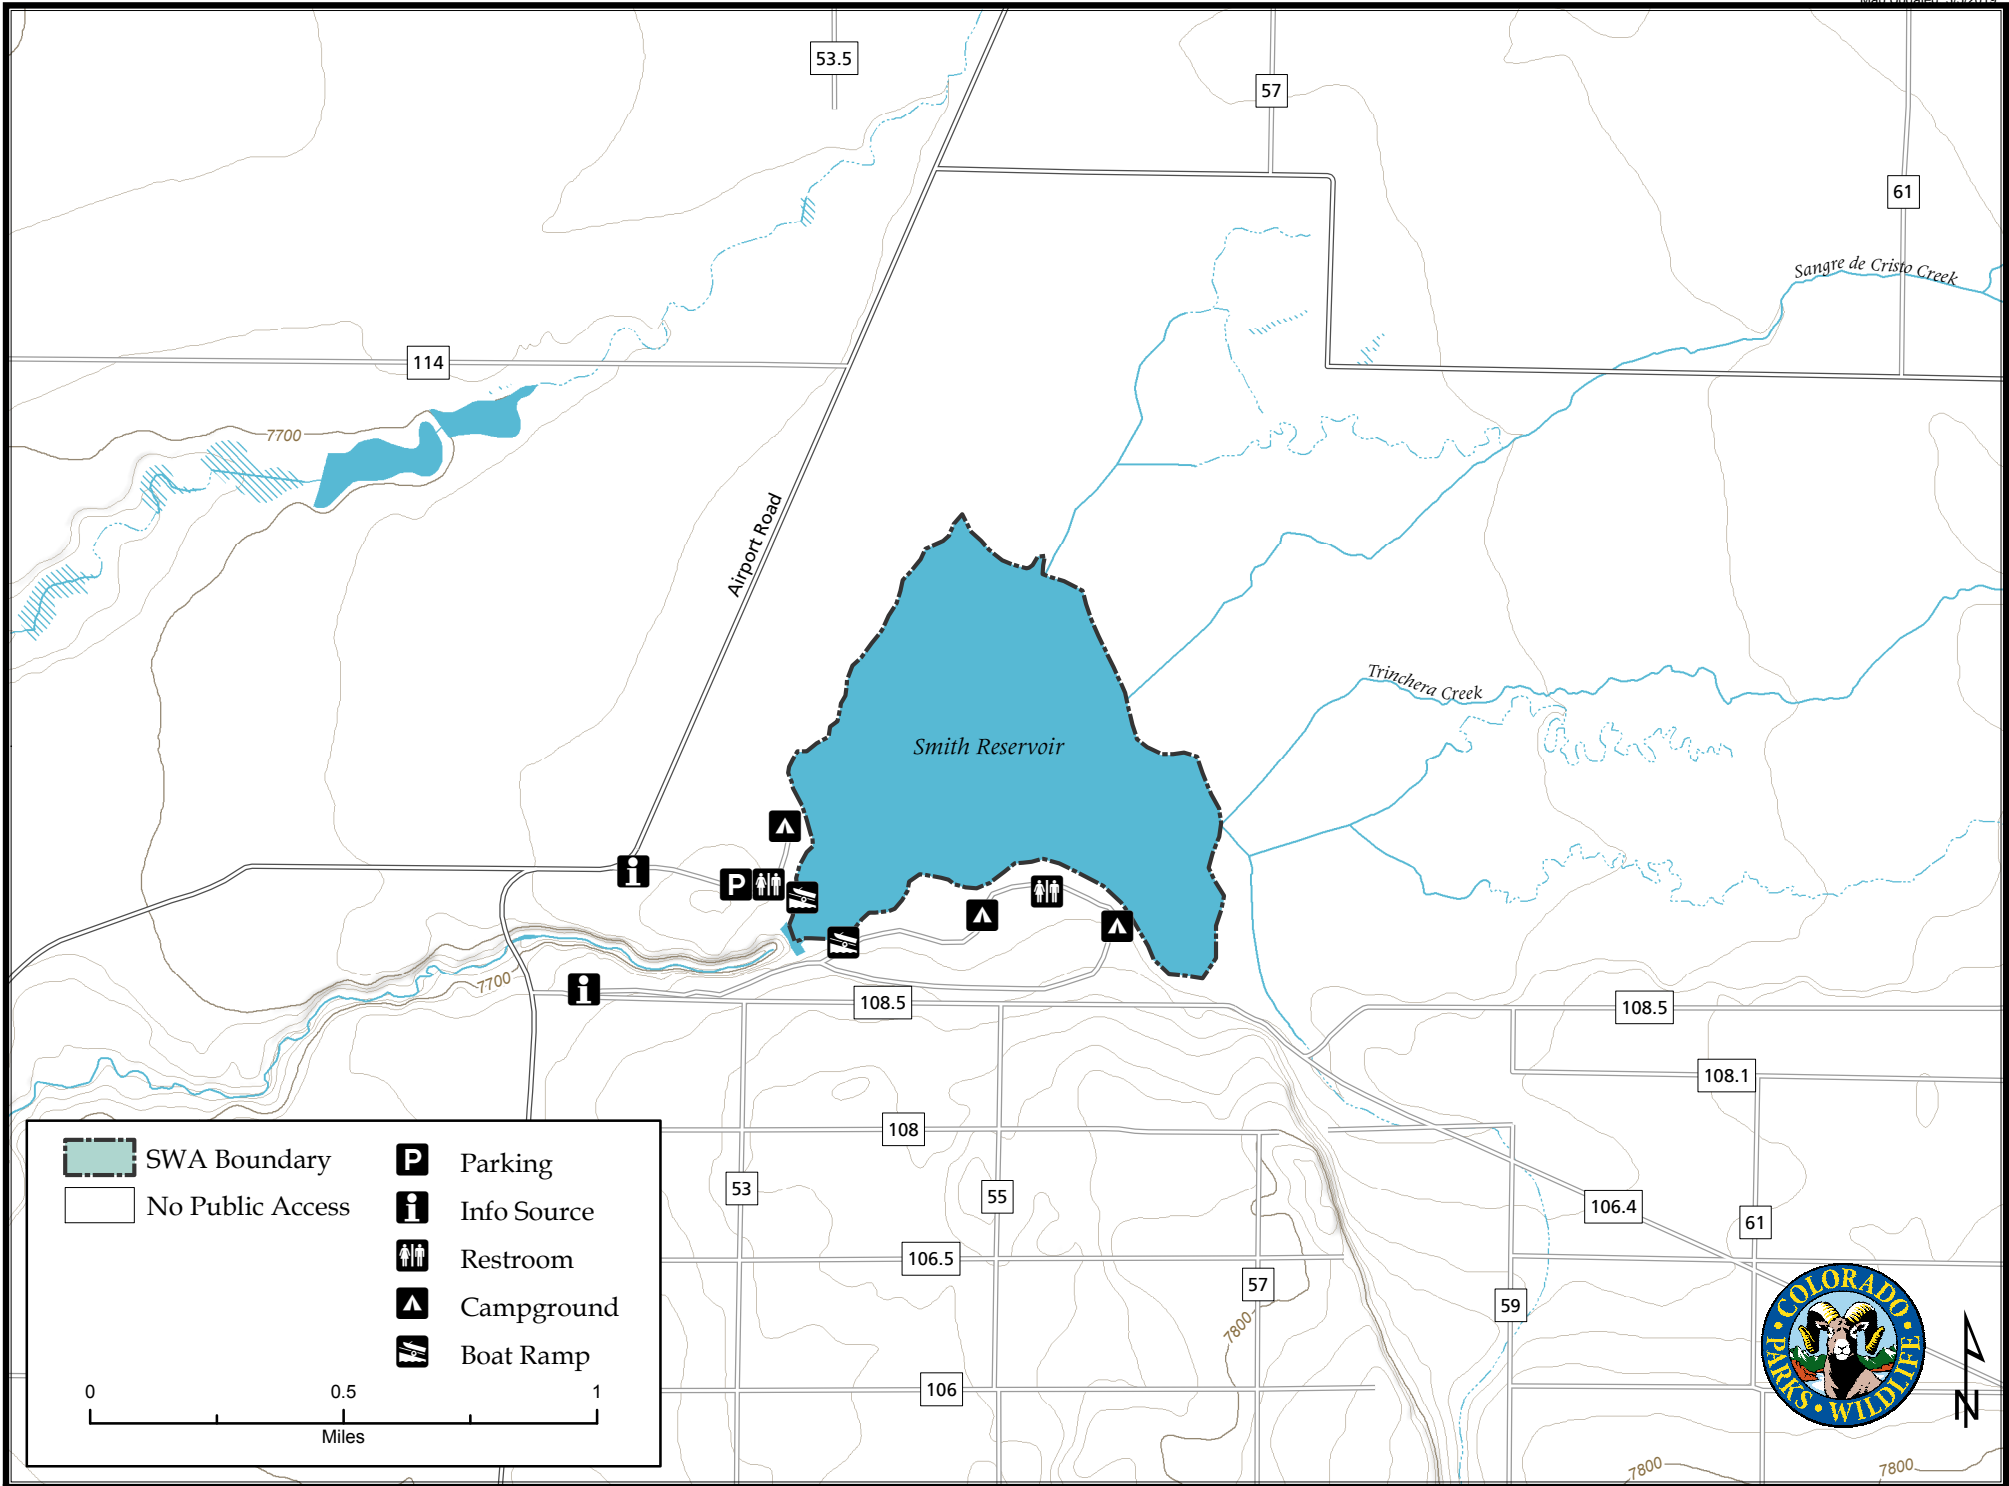 53.5
57
61
Sangre de Cristo Creek
114
7700
Airport Road
Trinchera Creek
Smith Reservoir
P
7700
108.5
108.5
108.1
108
53
55
106.4
61
106.5
57
59
7800
106
7800
7800
SWA Boundary
No Public Access
P Parking
i Info Source
Restroom
Campground
Boat Ramp
0 0.5 1
Miles
COLORADO
PARKS • WILDLIFE
N